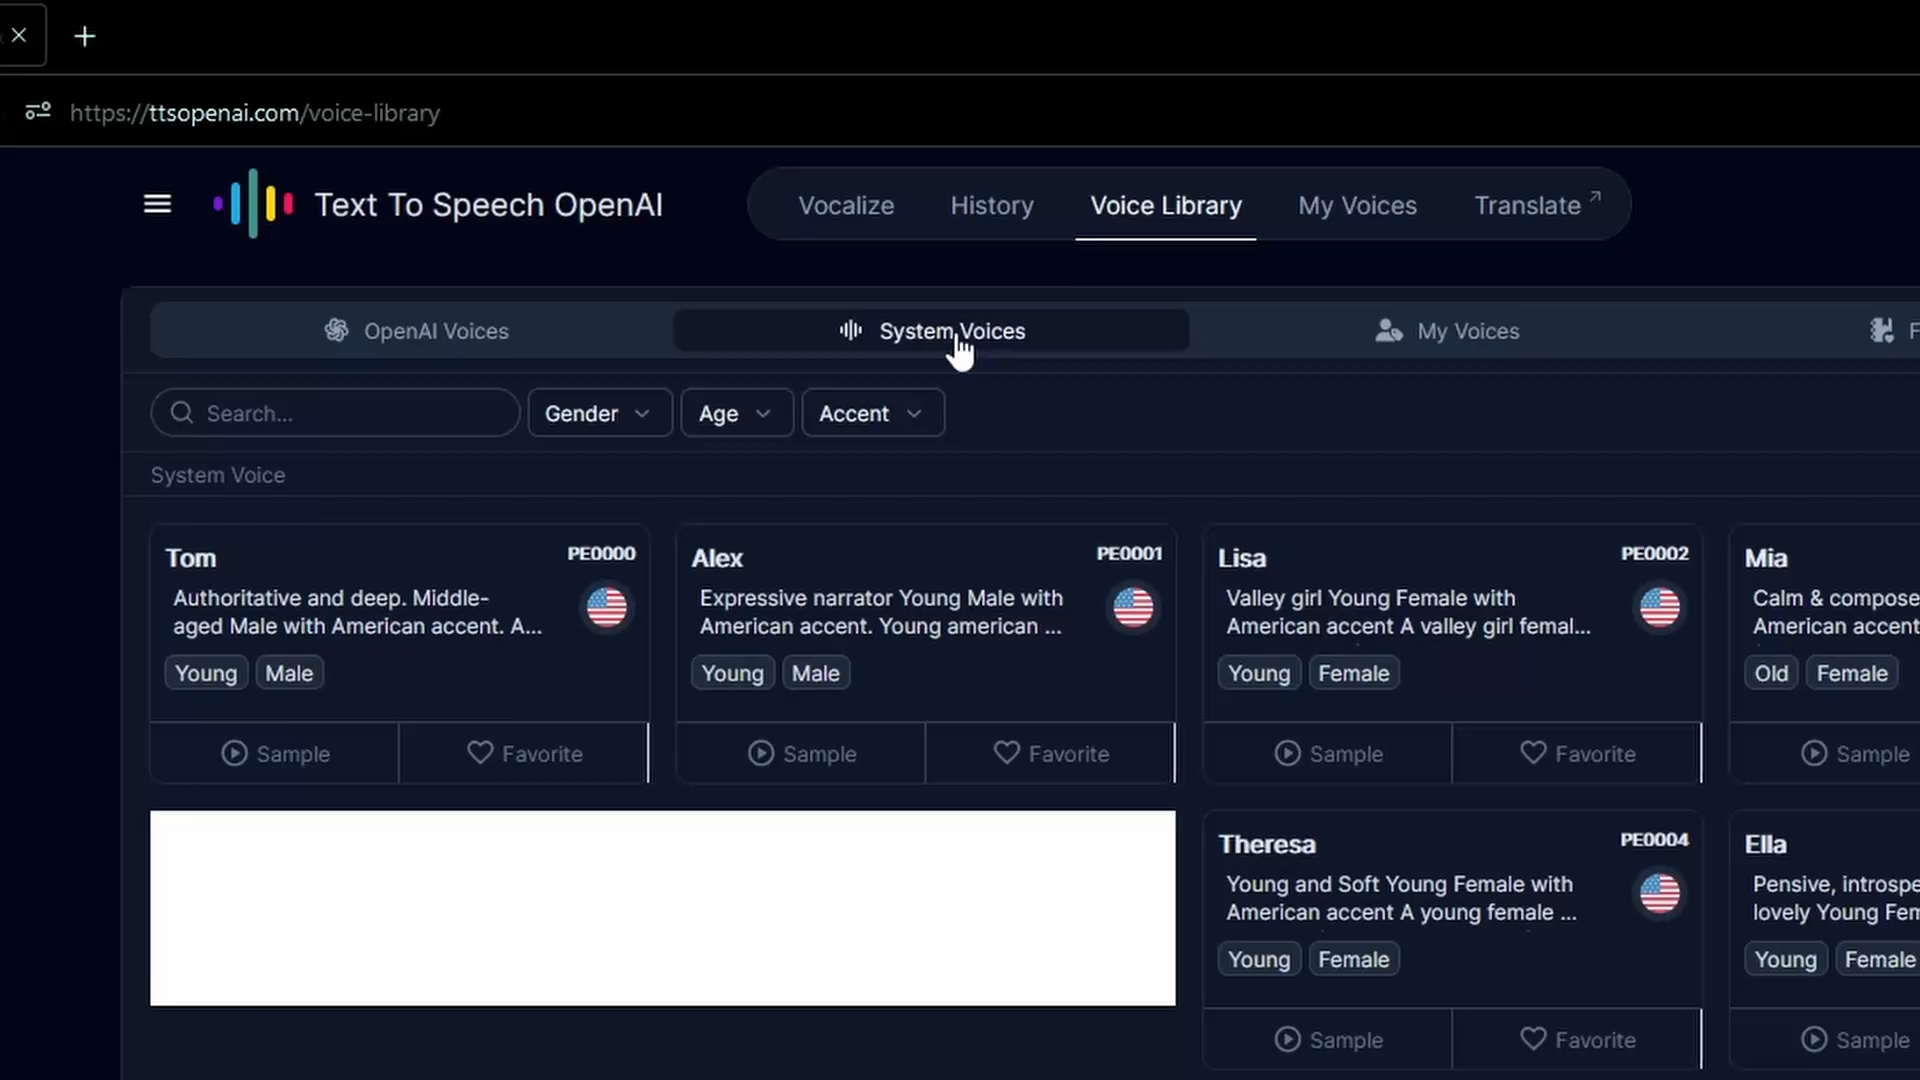 https://ttsopenai.com/voice-library
Text To Speech OpenAI
Vocalize
History
Voice Library
My Voices
Translate
OpenAI Voices
System Voices
My Voices
F
Search...
Gender
Age
Accent
System Voice
Tom
PE0000
Authoritative and deep. Middle-
aged Male with American accent. A...
Young
Male
Sample
Favorite
Alex
PE0001
Expressive narrator Young Male with
American accent. Young american ...
Young
Male
Sample
Favorite
Lisa
PE0002
Valley girl Young Female with
American accent A valley girl femal...
Young
Female
Sample
Favorite
Mia
Calm & compose
American accent
Old
Female
Sample
Theresa
PE0004
Young and Soft Young Female with
American accent A young female ...
Young
Female
Sample
Favorite
Ella
Pensive, introspe
lovely Young Fem
Young
Female
Sample